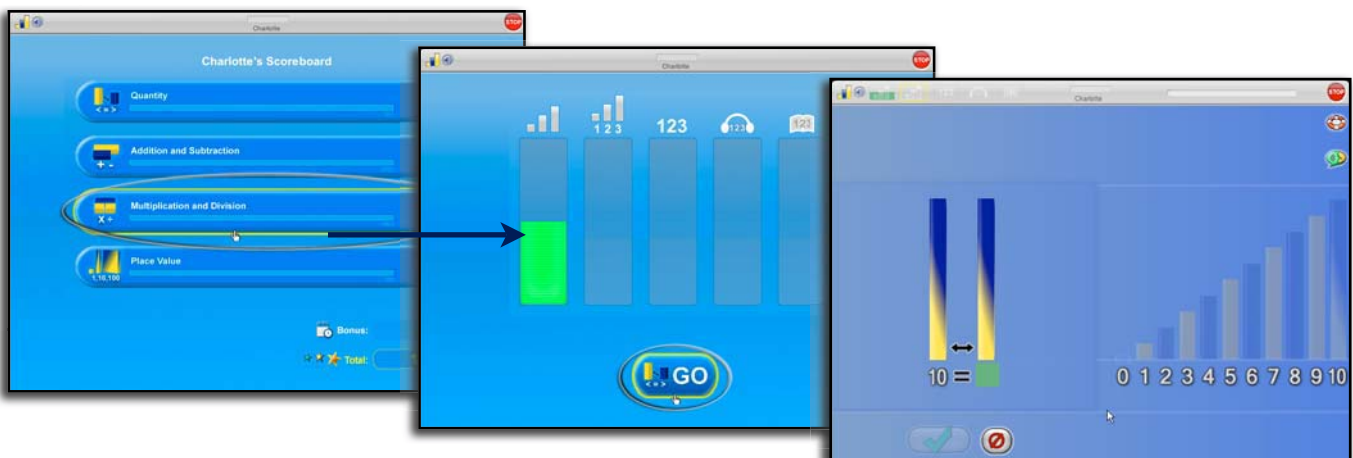 Charlotte
STOP
Charlotte's Scoreboard
Quantity
< = >
Addition and Subtraction
+ -
Multiplication and Division
x ÷
Place Value
1,10,100
Bonus:
Total:
Charlotte
STOP
1 2 3
123
123
123
GO
< = >
Charlotte
STOP
10 =
0 1 2 3 4 5 6 7 8 9 10